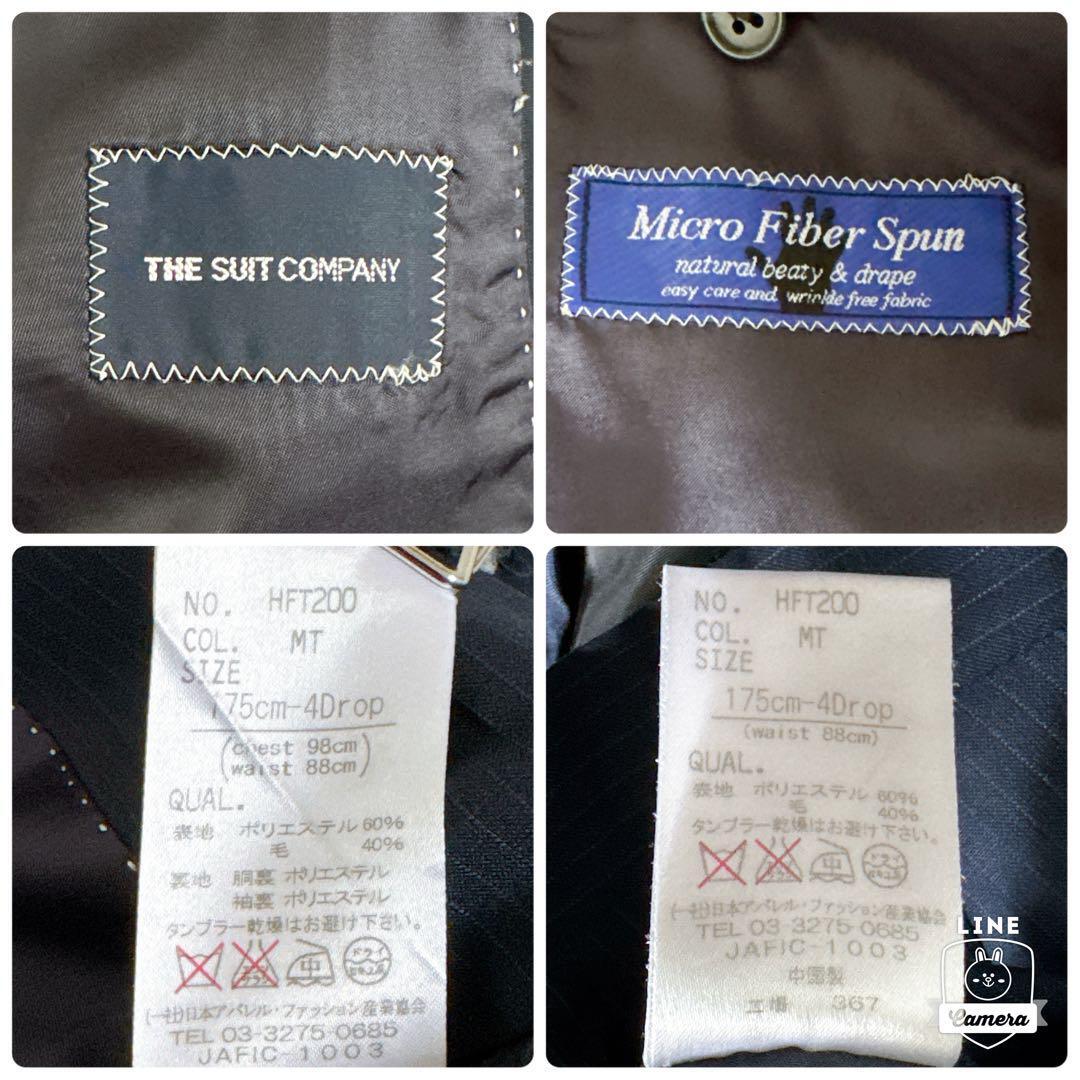 THE SUIT COMPANY
Micro Fiber Spun
natural beaty & drape
easy care and wrinkle free fabric
NO. HFT200
COL. MT
SIZE
175cm-4Drop
(chest 98cm
waist 88cm)
QUAL.
表地 ポリエステル 60%
毛 40%
裏地 胴裏 ポリエステル
袖裏 ポリエステル
タンブラー乾燥はお避け下さい。
中
ドライ
(一社)日本アパレル・ファッション産業協会
TEL 03-3275-0685
JAFIC-1003
NO. HFT200
COL. MT
SIZE
175cm-4Drop
(waist 88cm)
QUAL.
表地 ポリエステル 60%
毛 40%
タンブラー乾燥はお避け下さい。
中
ドライ
(一社)日本アパレル・ファッション産業協会
TEL 03-3275-0685
JAFIC-1003
中国製
工場 367
LINE
Camera